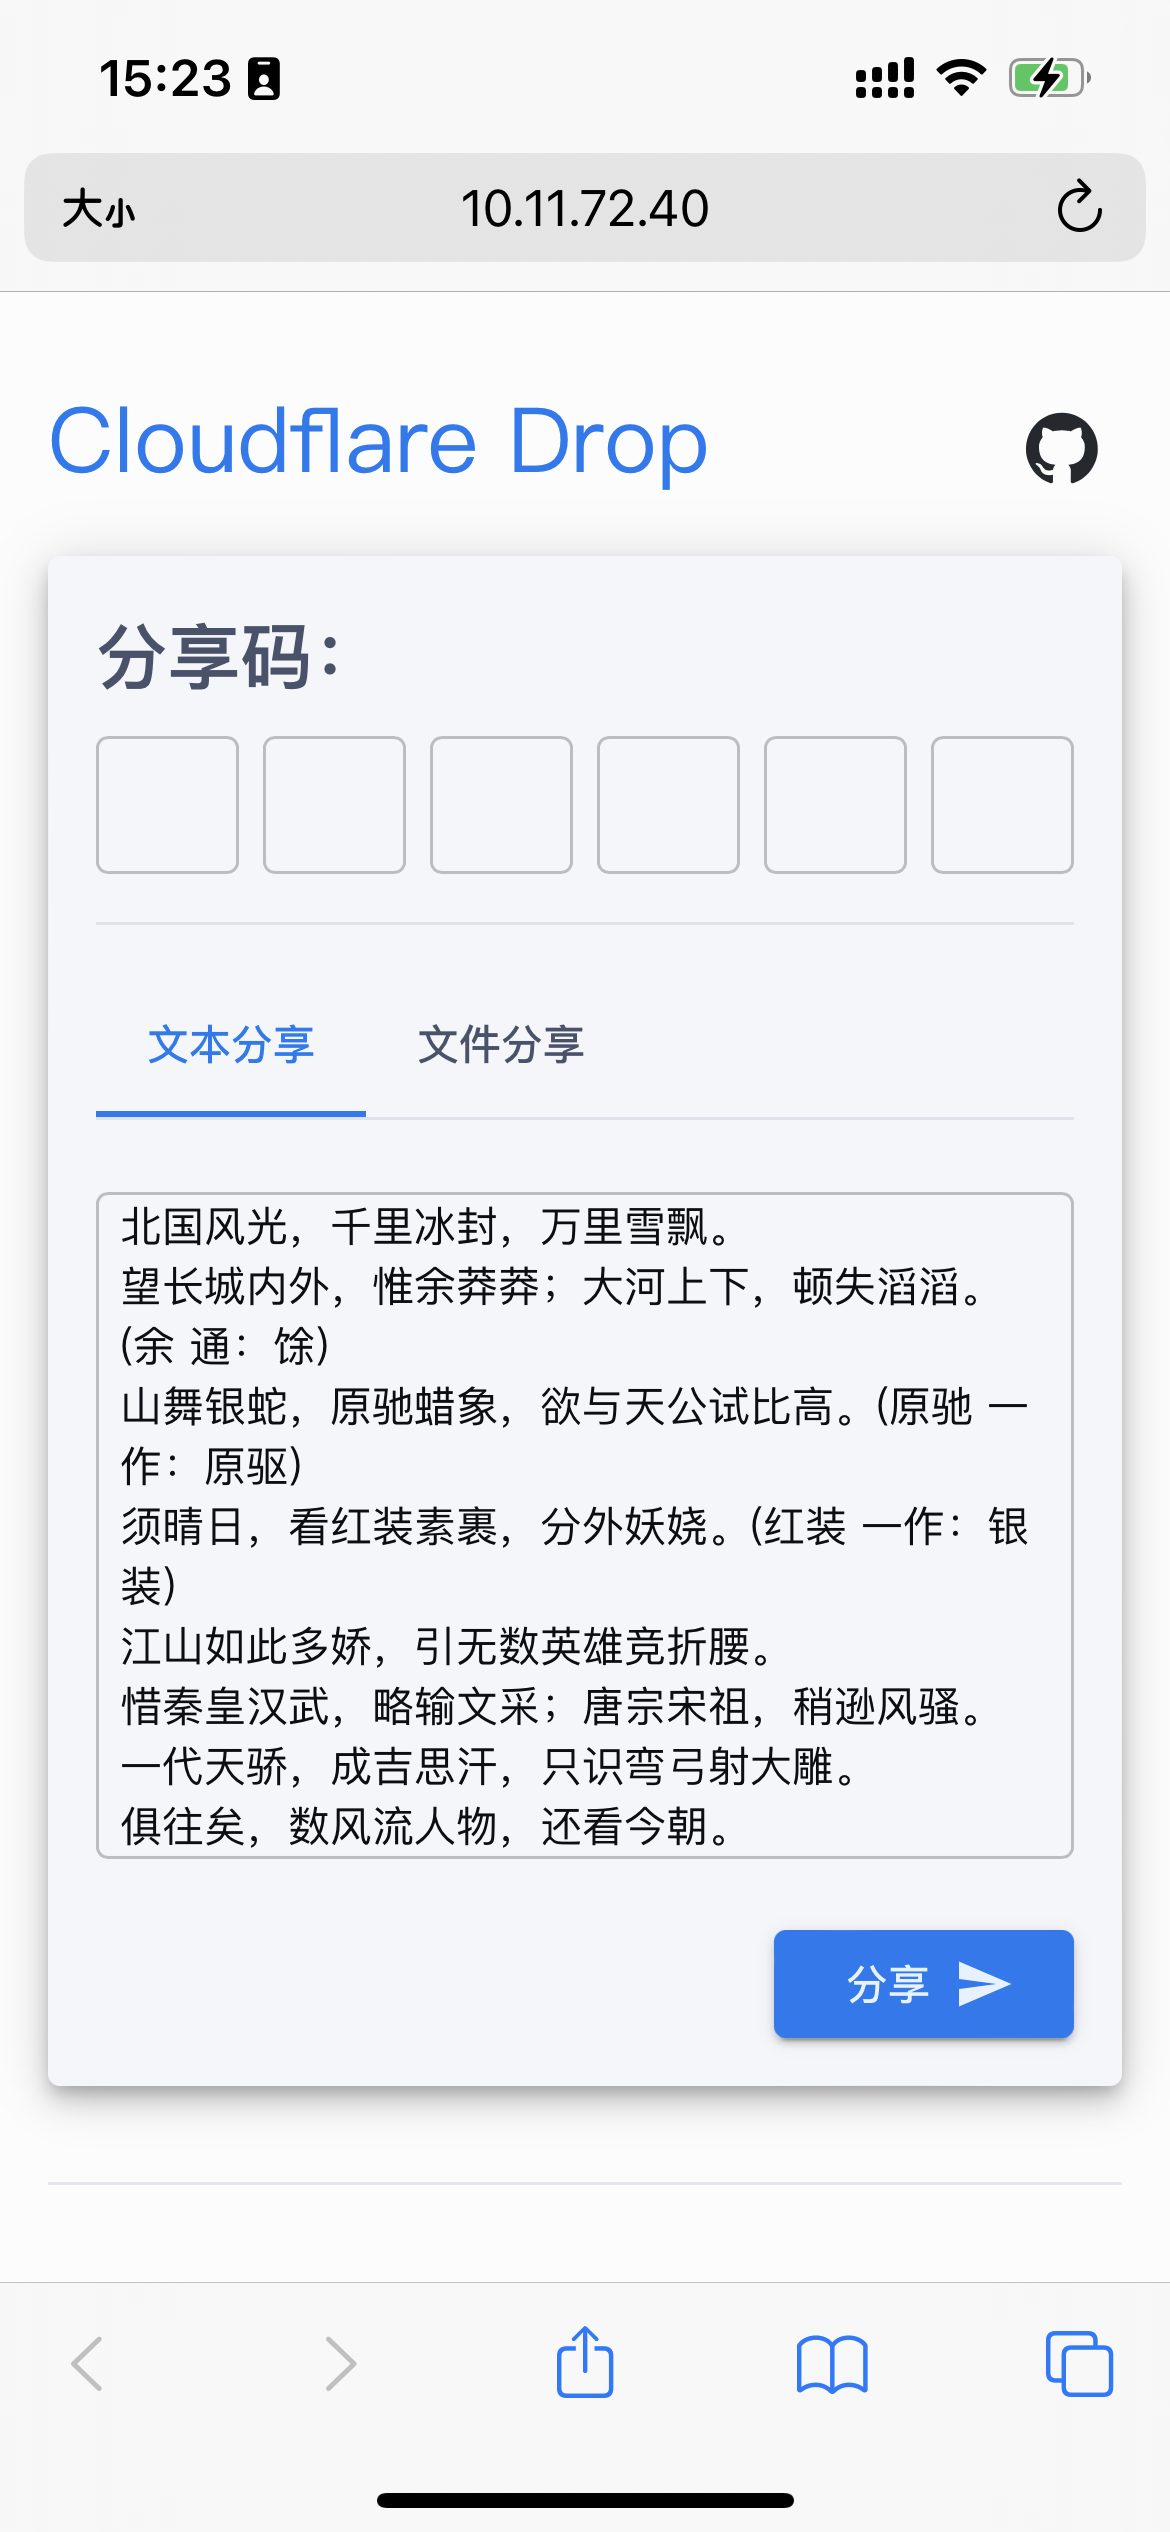 15:23
大小
10.11.72.40
Cloudflare Drop
分享码：
文本分享
文件分享
北国风光，千里冰封，万里雪飘。
望长城内外，惟余莽莽；大河上下，顿失滔滔。
(余 通：馀)
山舞银蛇，原驰蜡象，欲与天公试比高。(原驰 一
作：原驱)
须晴日，看红装素裹，分外妖娆。(红装 一作：银
装)
江山如此多娇，引无数英雄竞折腰。
惜秦皇汉武，略输文采；唐宗宋祖，稍逊风骚。
一代天骄，成吉思汗，只识弯弓射大雕。
俱往矣，数风流人物，还看今朝。
分享